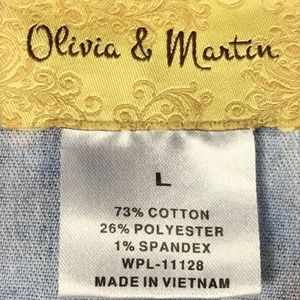 Olivia & Martin
L
73% COTTON
26% POLYESTER
1% SPANDEX
WPL-11128
MADE IN VIETNAM